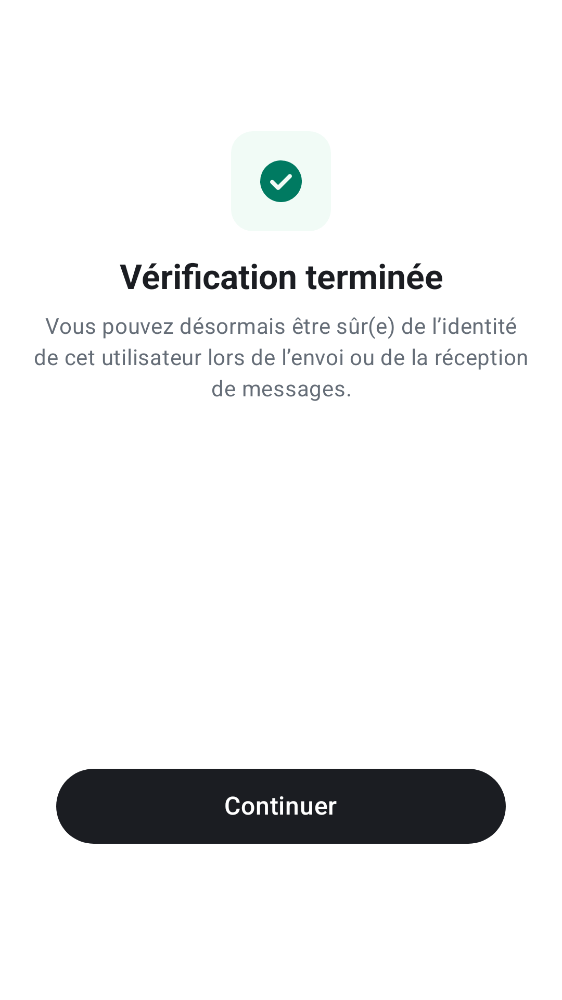 Vérification terminée
Vous pouvez désormais être sûr(e) de l’identité
de cet utilisateur lors de l’envoi ou de la réception
de messages.
Continuer